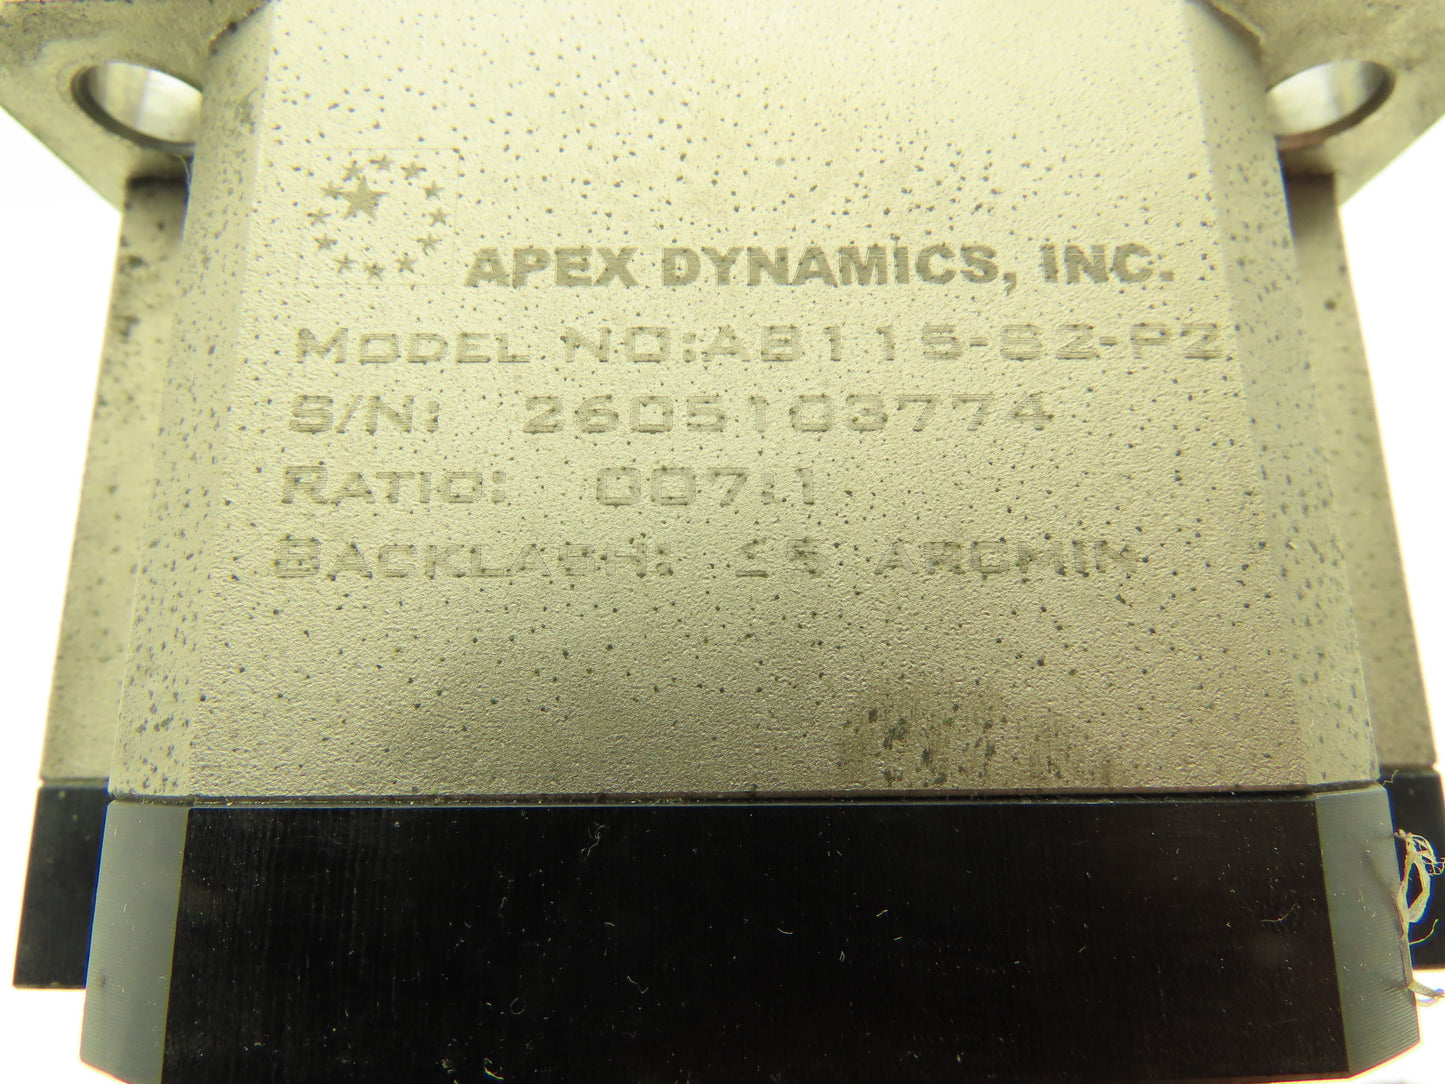 APEX DYNAMICS, INC.
MODEL NO:AB115-S2-P2
S/N: 2605103774
RATIO: 007:1
BACKLASH: ≤5 ARCMIN